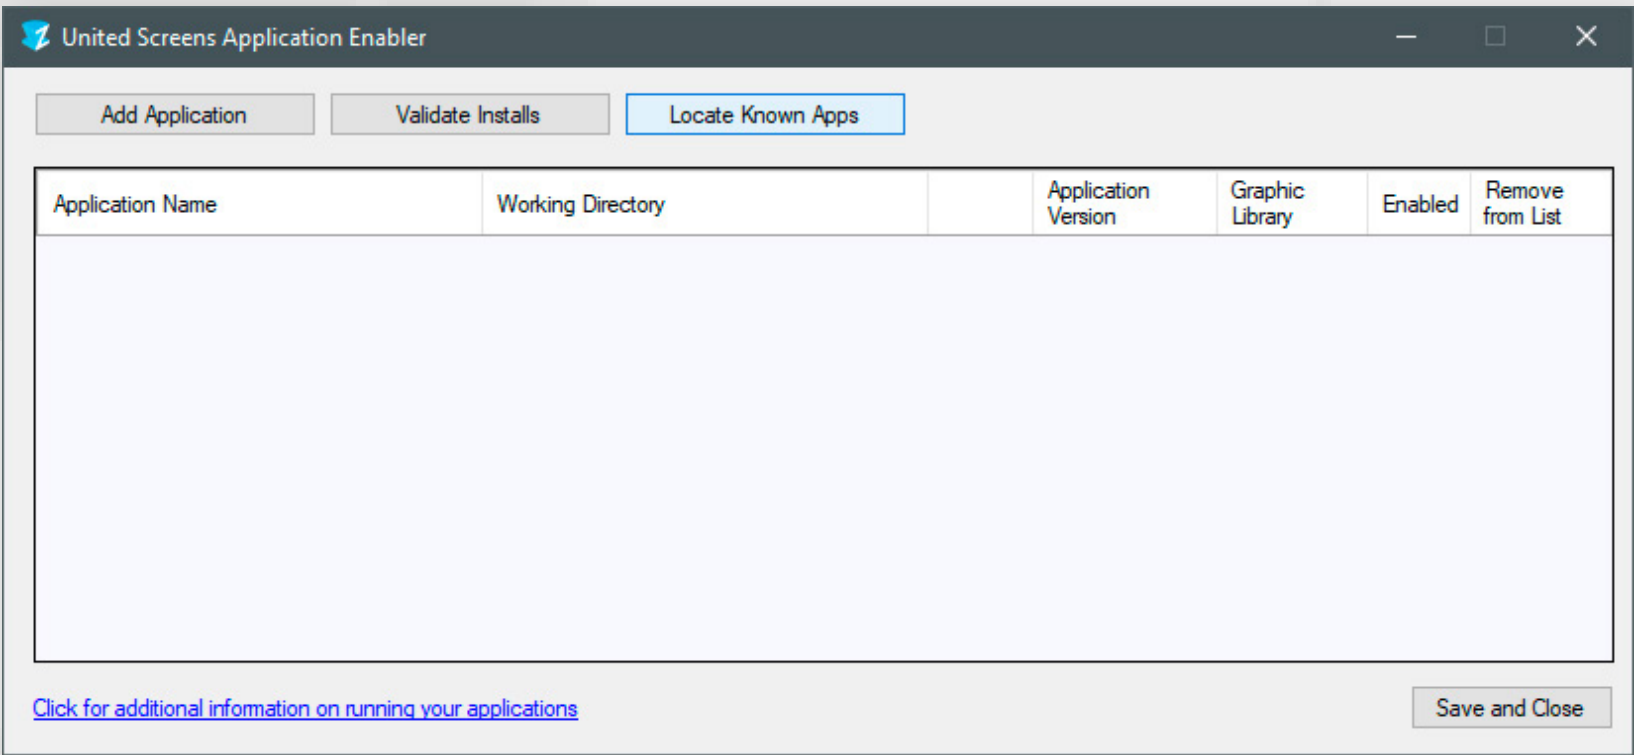 United Screens Application Enabler
Add Application Validate Installs Locate Known Apps
Application Name Working Directory Application Version Graphic Library Enabled Remove from List
Click for additional information on running your applications
Save and Close